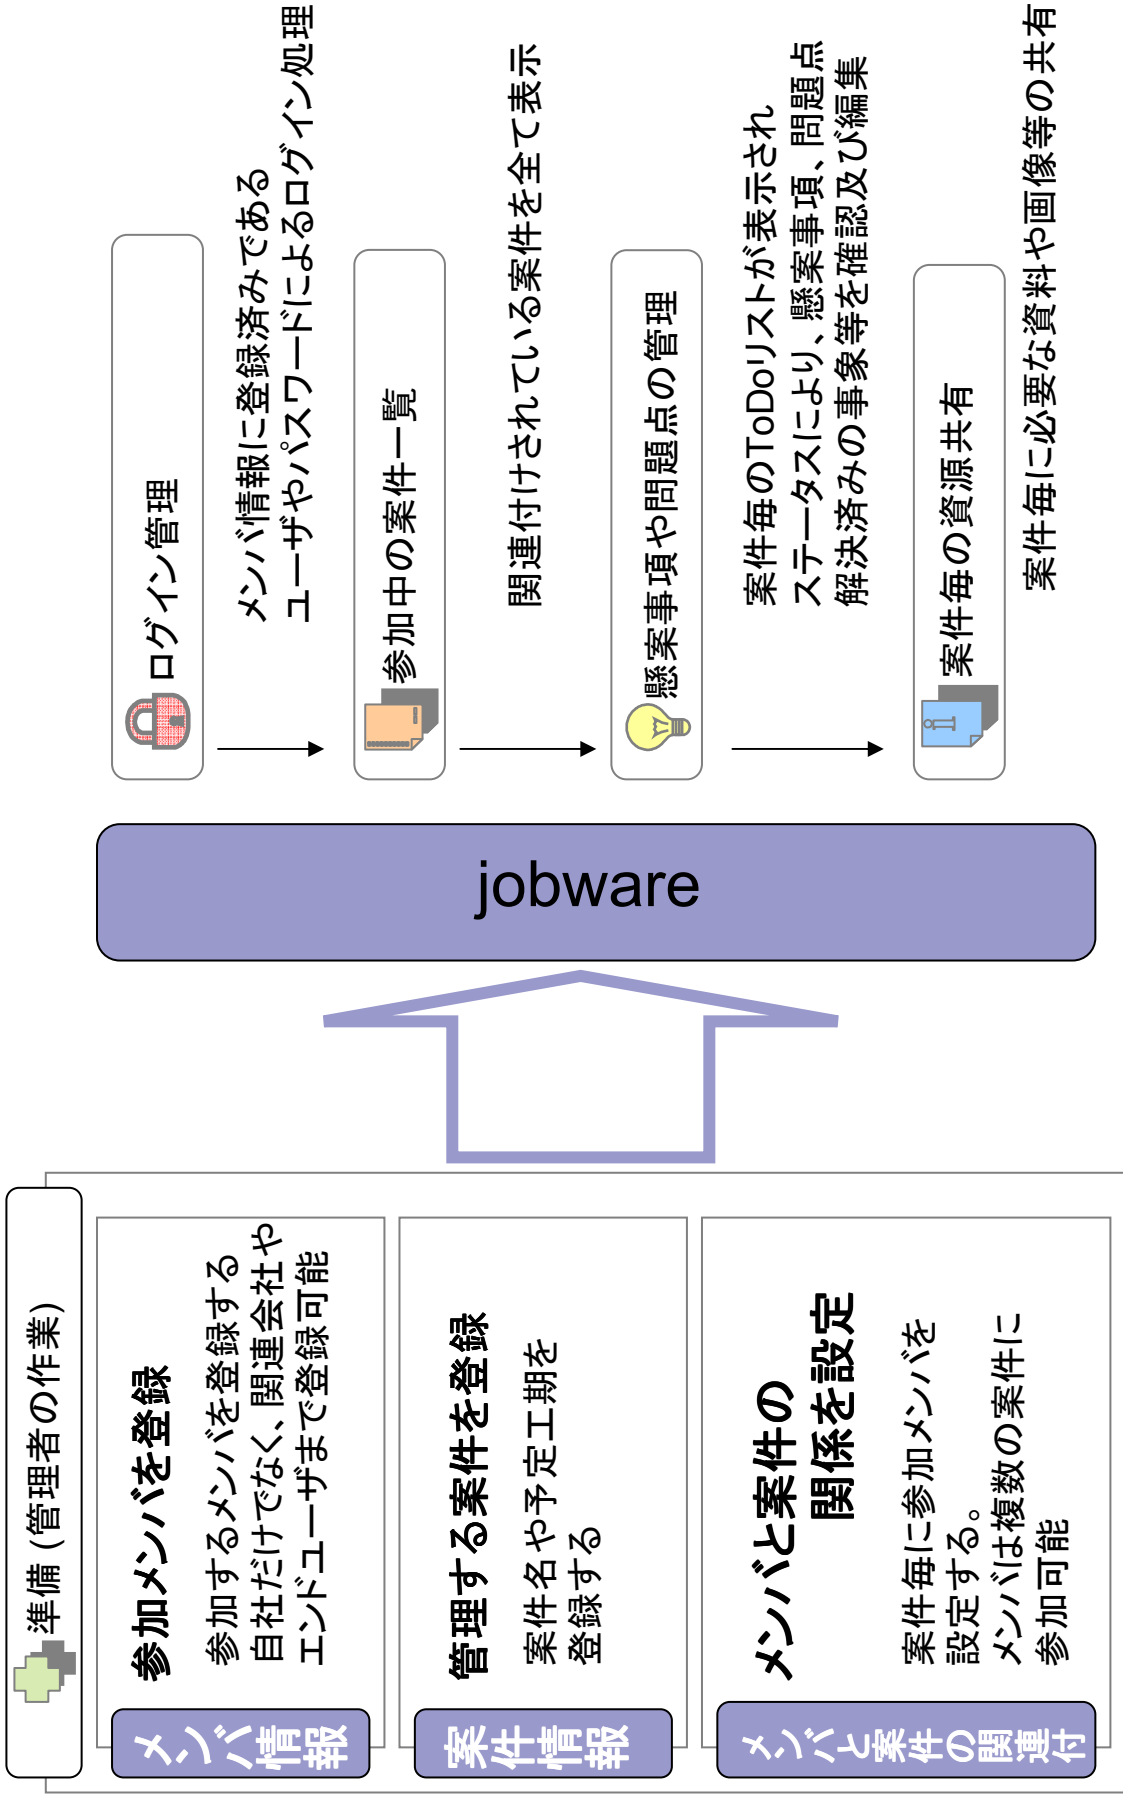 準備 (管理者の作業)
メンバ情報
参加メンバを登録
参加するメンバを登録する
自社だけでなく、関連会社や
エンドユーザまで登録可能
案件情報
管理する案件を登録
案件名や予定工期を
登録する
メンバと案件の関連付
メンバと案件の
関係を設定
案件毎に参加メンバを
設定する。
メンバは複数の案件に
参加可能
jobware
ログイン管理
メンバ情報に登録済みである
ユーザやパスワードによるログイン処理
参加中の案件一覧
関連付けされている案件を全て表示
懸案事項や問題点の管理
案件毎のToDoリストが表示され
ステータスにより、懸案事項、問題点
解決済みの事象等を確認及び編集
案件毎の資源共有
案件毎に必要な資料や画像等の共有